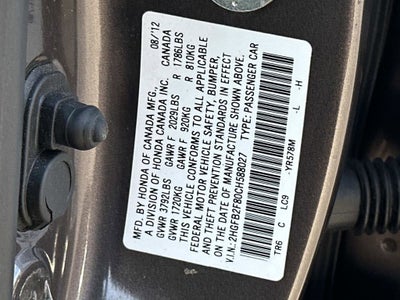 MFD. BY HONDA OF CANADA MFG. 08/12
A DIVISION OF HONDA CANADA INC. CANADA
GVWR 3792LBS GAWR F 2029LBS R 1786LBS
GVWR 1720KG GAWR F 920KG R 810KG
THIS VEHICLE CONFORMS TO ALL APPLICABLE
FEDERAL MOTOR VEHICLE SAFETY, BUMPER,
AND THEFT PREVENTION STANDARDS IN EFFECT
ON THE DATE OF MANUFACTURE SHOWN ABOVE.
V.I.N.: 2HGFB2F80CH588027 TYPE: PASSENGER CAR
TR6 C LC9 -YR578M -L -H